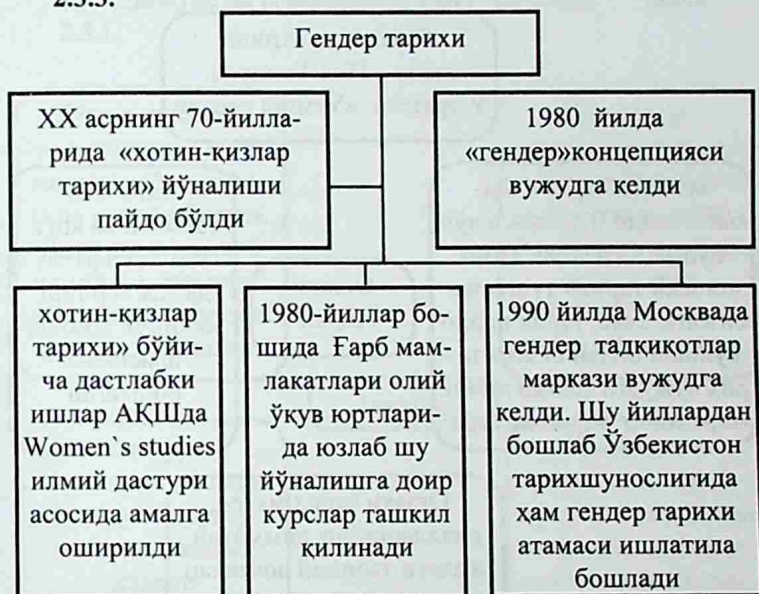 2.3.3.
Гендер тарихи
XX асрнинг 70-йилла-
рида «хотин-қизлар
тарихи» йўналиши
пайдо бўлди
1980 йилда
«гендер»концепцияси
вужудга келди
хотин-қизлар
тарихи» бўйи-
ча дастлабки
ишлар АҚШда
Women`s studies
илмий дастури
асосида амалга
оширилди
1980-йиллар бо-
шида Ғарб мам-
лакатлари олий
ўқув юртлари-
да юзлаб шу
йўналишга доир
курслар ташкил
қилинади
1990 йилда Москвада
гендер тадқиқотлар
маркази вужудга
келди. Шу йиллардан
бошлаб Ўзбекистон
тарихшунослигида
ҳам гендер тарихи
атамаси ишлатила
бошлади